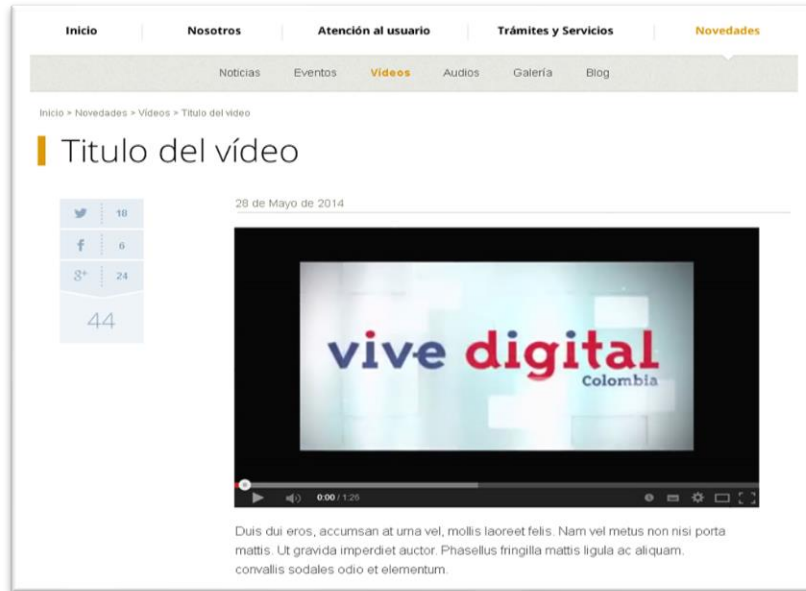 Inicio Nosotros Atención al usuario Trámites y Servicios Novedades
Noticias Eventos Vídeos Audios Galería Blog
Inicio > Novedades > Vídeos > Titulo del video
Titulo del vídeo
28 de Mayo de 2014
18
6
24
44
vive digital
Colombia
0:00 / 1:26
Duis dui eros, accumsan at urna vel, mollis laoreet felis. Nam vel metus non nisi porta
mattis. Ut gravida imperdiet auctor. Phasellus fringilla mattis ligula ac aliquam.
convallis sodales odio et elementum.